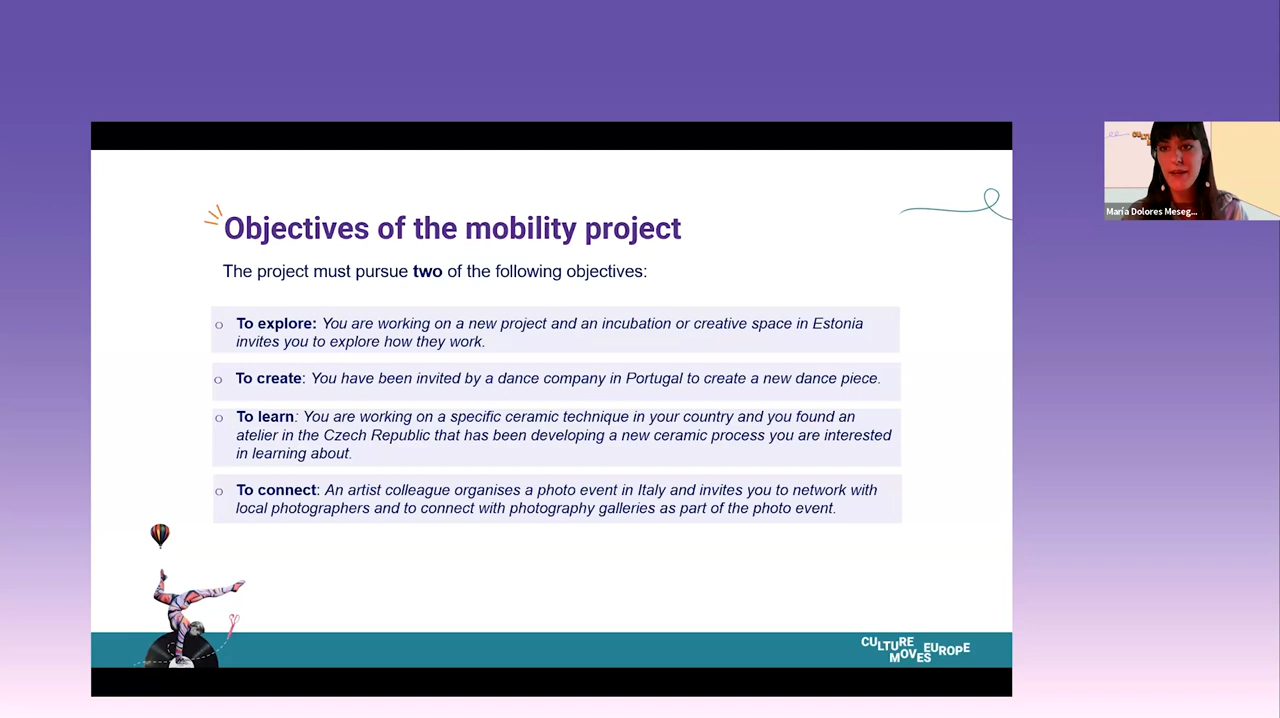 Objectives of the mobility project
The project must pursue two of the following objectives:
o To explore: You are working on a new project and an incubation or creative space in Estonia
invites you to explore how they work.
o To create: You have been invited by a dance company in Portugal to create a new dance piece.
o To learn: You are working on a specific ceramic technique in your country and you found an
atelier in the Czech Republic that has been developing a new ceramic process you are interested
in learning about.
o To connect: An artist colleague organises a photo event in Italy and invites you to network with
local photographers and to connect with photography galleries as part of the photo event.
CULTURE
MOVES EUROPE
María Dolores Meseg...